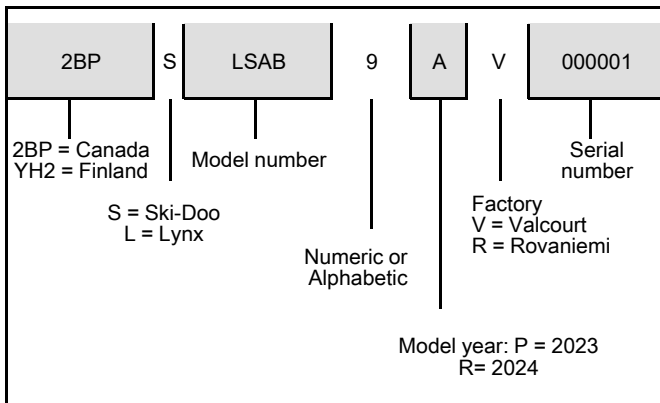 2BP S LSAB 9 A V 000001
2BP = Canada
YH2 = Finland
Model number
Serial
number
S = Ski-Doo
L = Lynx
Factory
V = Valcourt
R = Rovaniemi
Numeric or
Alphabetic
Model year: P = 2023
R= 2024